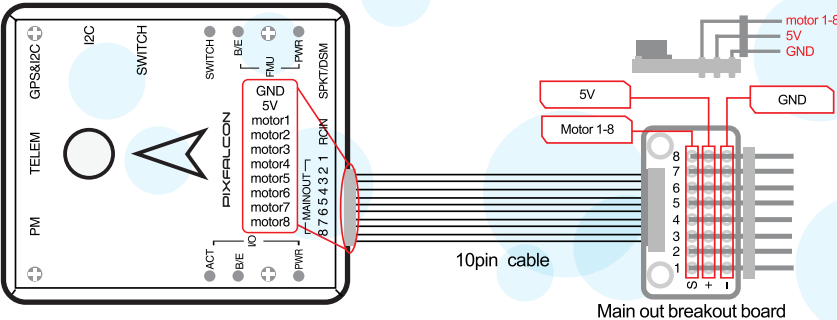 GPS&I2C
TELEM
PM
I2C
SWITCH
PIXFALCON
SWITCH
B/E
PWR
FMU
SPKT/DSM
RCIN
MAINOUT
8 7 6 5 4 3 2 1
GND
5V
motor1
motor2
motor3
motor4
motor5
motor6
motor7
motor8
IO
ACT
B/E
PWR
10pin cable
motor 1-8
5V
GND
5V
GND
Motor 1-8
8
7
6
5
4
3
2
1
S + -
Main out breakout board